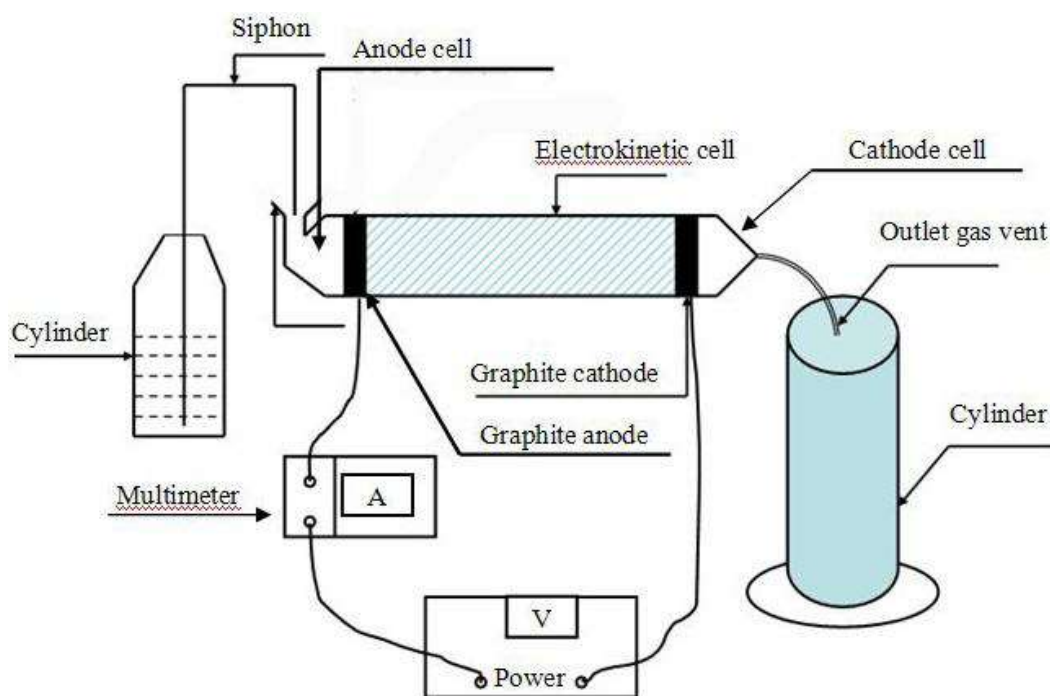 Siphon
Anode cell
Electrokinetic cell
Cathode cell
Outlet gas vent
Cylinder
Graphite cathode
Cylinder
Graphite anode
Multimeter
A
V
Power